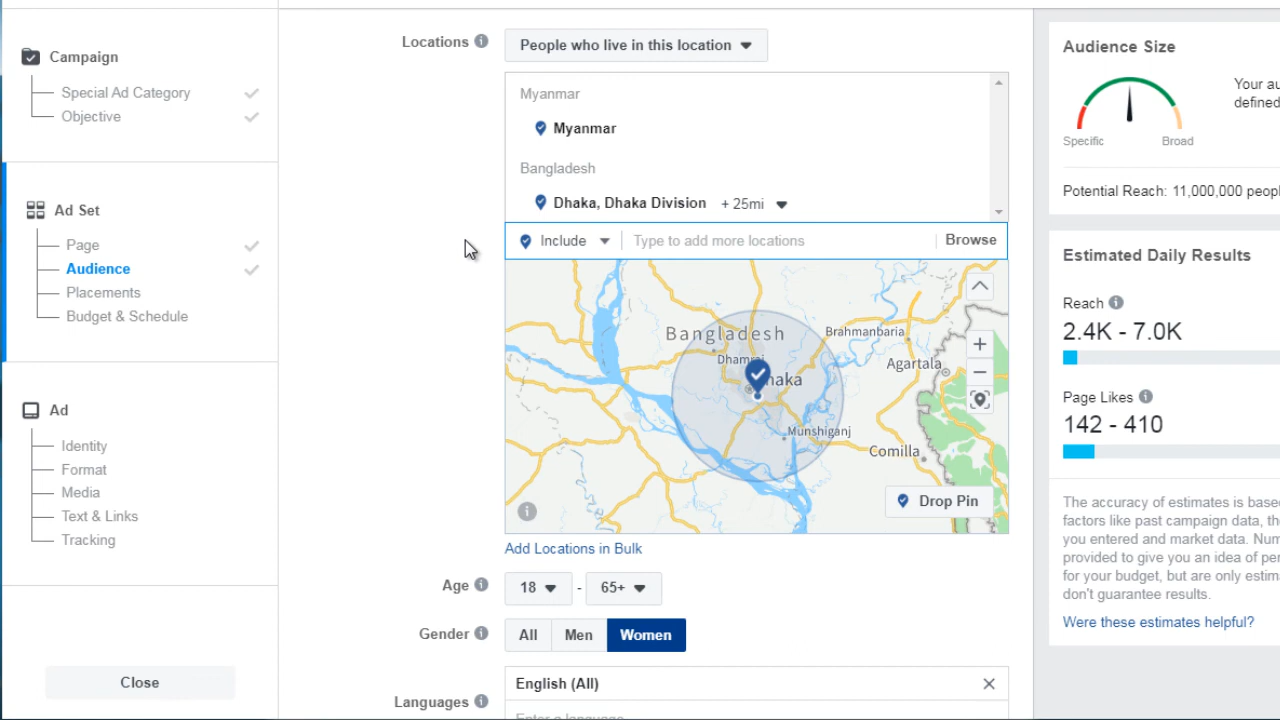 Campaign
Special Ad Category
Objective
Ad Set
Page
Audience
Placements
Budget & Schedule
Ad
Identity
Format
Media
Text & Links
Tracking
Close
Locations
People who live in this location
Myanmar
Myanmar
Bangladesh
Dhaka, Dhaka Division + 25mi
Include
Type to add more locations
Browse
Bangladesh
Brahmanbaria
Dhamrai
Agartala
Dhaka
Munshiganj
Comilla
Drop Pin
Add Locations in Bulk
Age
18 - 65+
Gender
All Men Women
Languages
English (All)
Enter a language
Audience Size
Your au
defined
Specific Broad
Potential Reach: 11,000,000 people
Estimated Daily Results
Reach
2.4K - 7.0K
Page Likes
142 - 410
The accuracy of estimates is base
factors like past campaign data, the
you entered and market data. Num
provided to give you an idea of per
for your budget, but are only estim
don't guarantee results.
Were these estimates helpful?